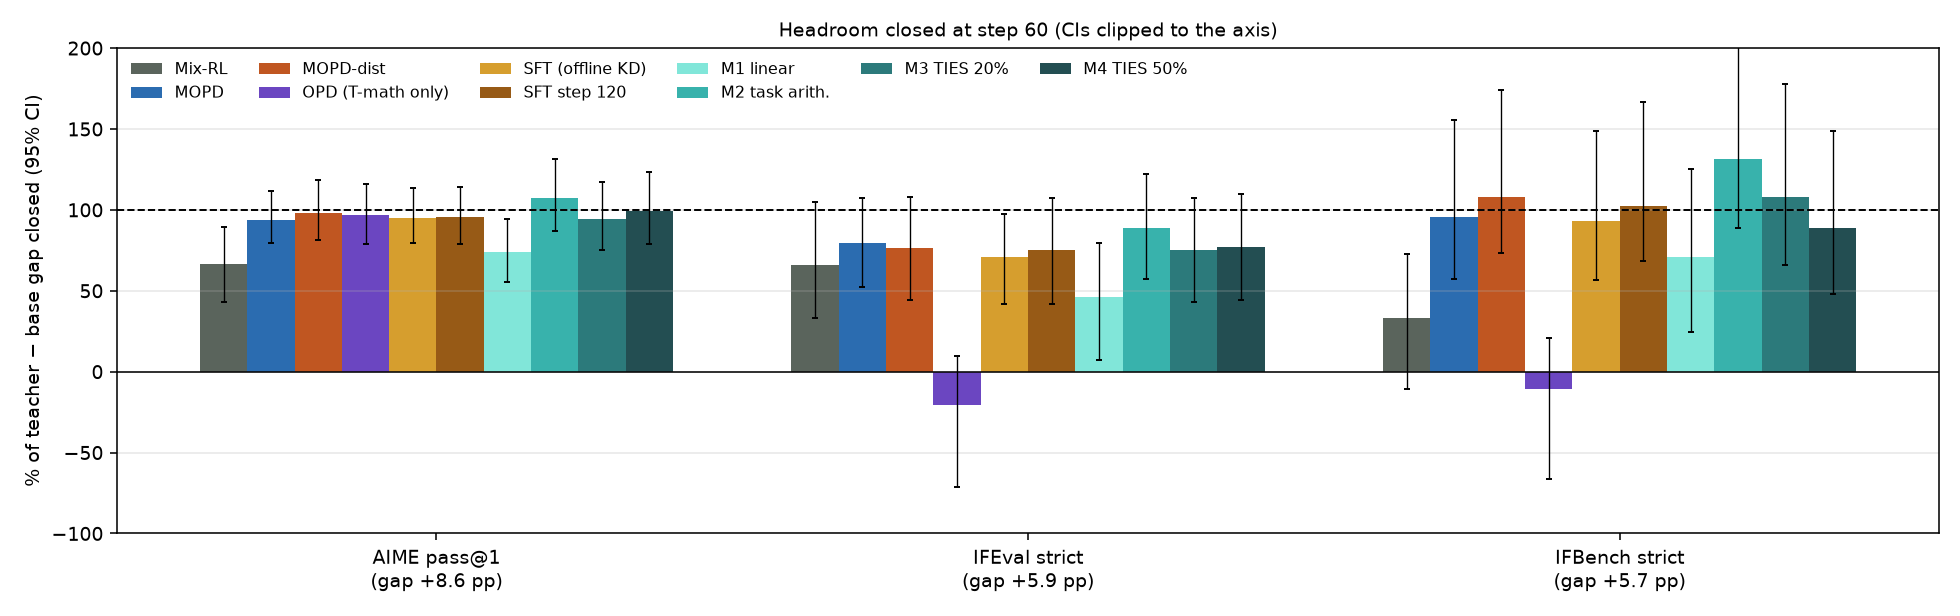 Headroom closed at step 60 (CIs clipped to the axis)
% of teacher − base gap closed (95% CI)
200
150
100
50
0
−50
−100
Mix-RL
MOPD
MOPD-dist
OPD (T-math only)
SFT (offline KD)
SFT step 120
M1 linear
M2 task arith.
M3 TIES 20%
M4 TIES 50%
AIME pass@1
(gap +8.6 pp)
IFEval strict
(gap +5.9 pp)
IFBench strict
(gap +5.7 pp)